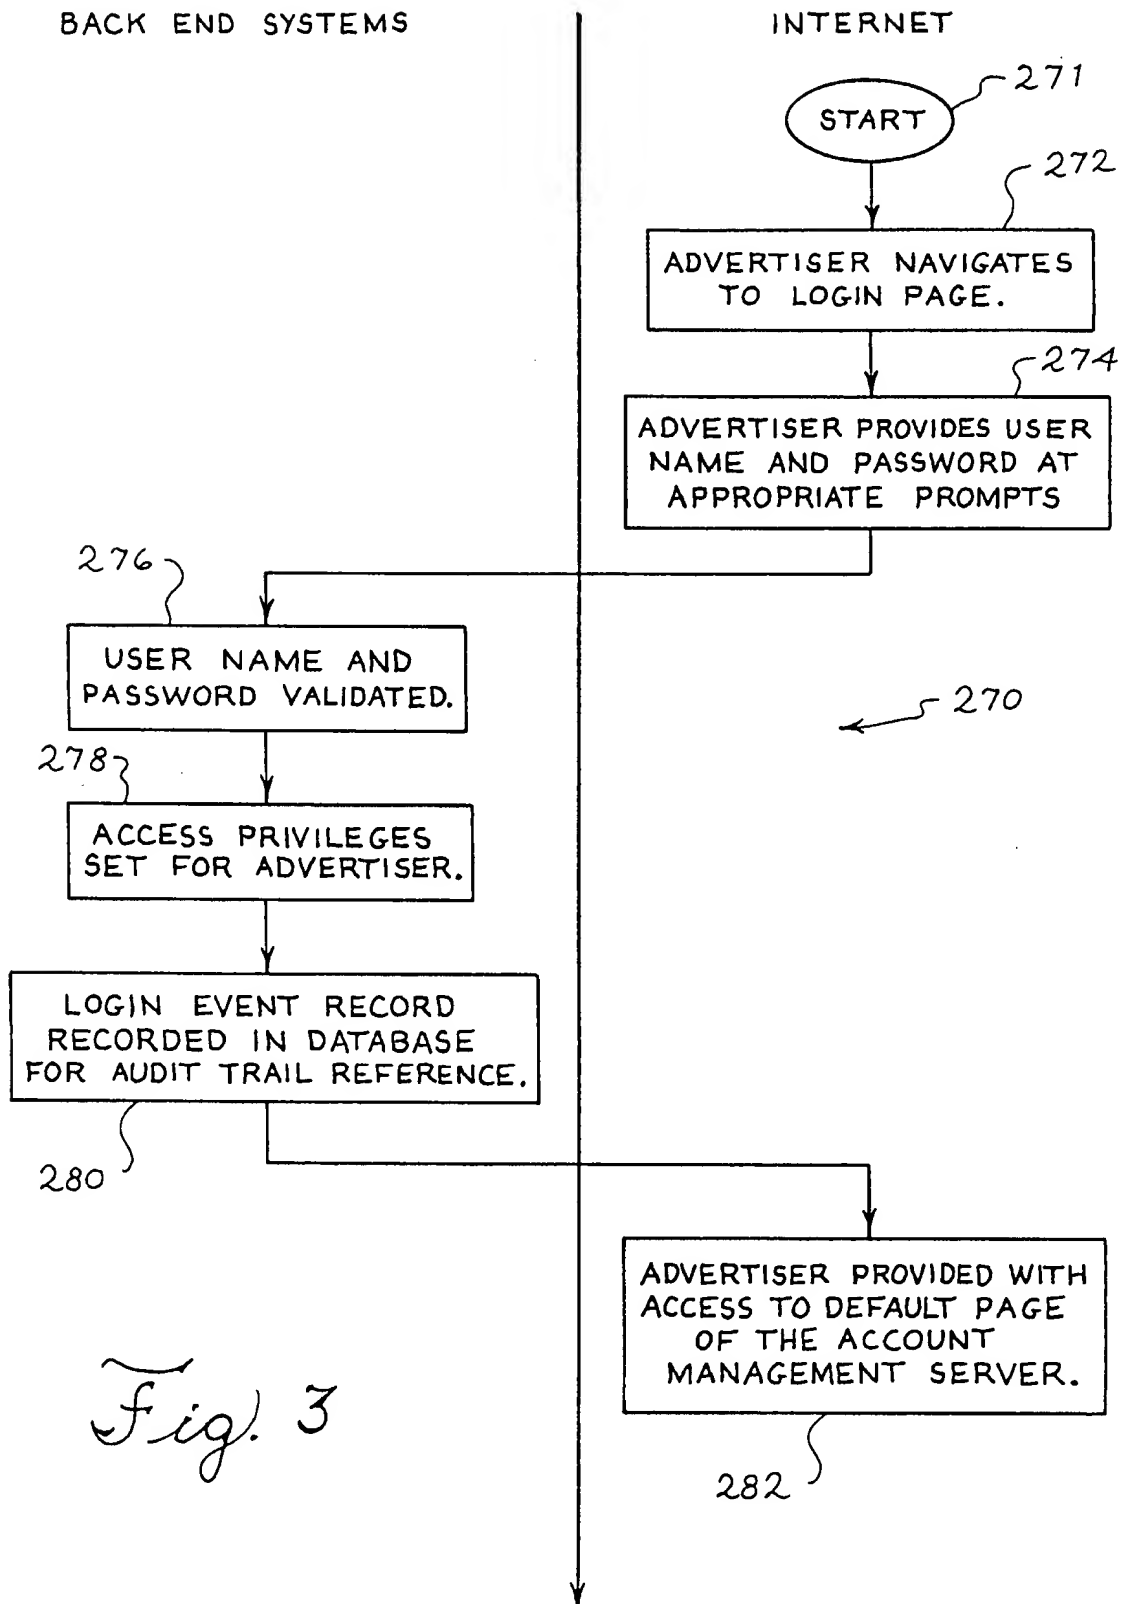 BACK END SYSTEMS
INTERNET
271
START
272
ADVERTISER NAVIGATES
TO LOGIN PAGE.
274
ADVERTISER PROVIDES USER
NAME AND PASSWORD AT
APPROPRIATE PROMPTS
276
USER NAME AND
PASSWORD VALIDATED.
270
278
ACCESS PRIVILEGES
SET FOR ADVERTISER.
LOGIN EVENT RECORD
RECORDED IN DATABASE
FOR AUDIT TRAIL REFERENCE.
280
ADVERTISER PROVIDED WITH
ACCESS TO DEFAULT PAGE
OF THE ACCOUNT
MANAGEMENT SERVER.
282
Fig. 3